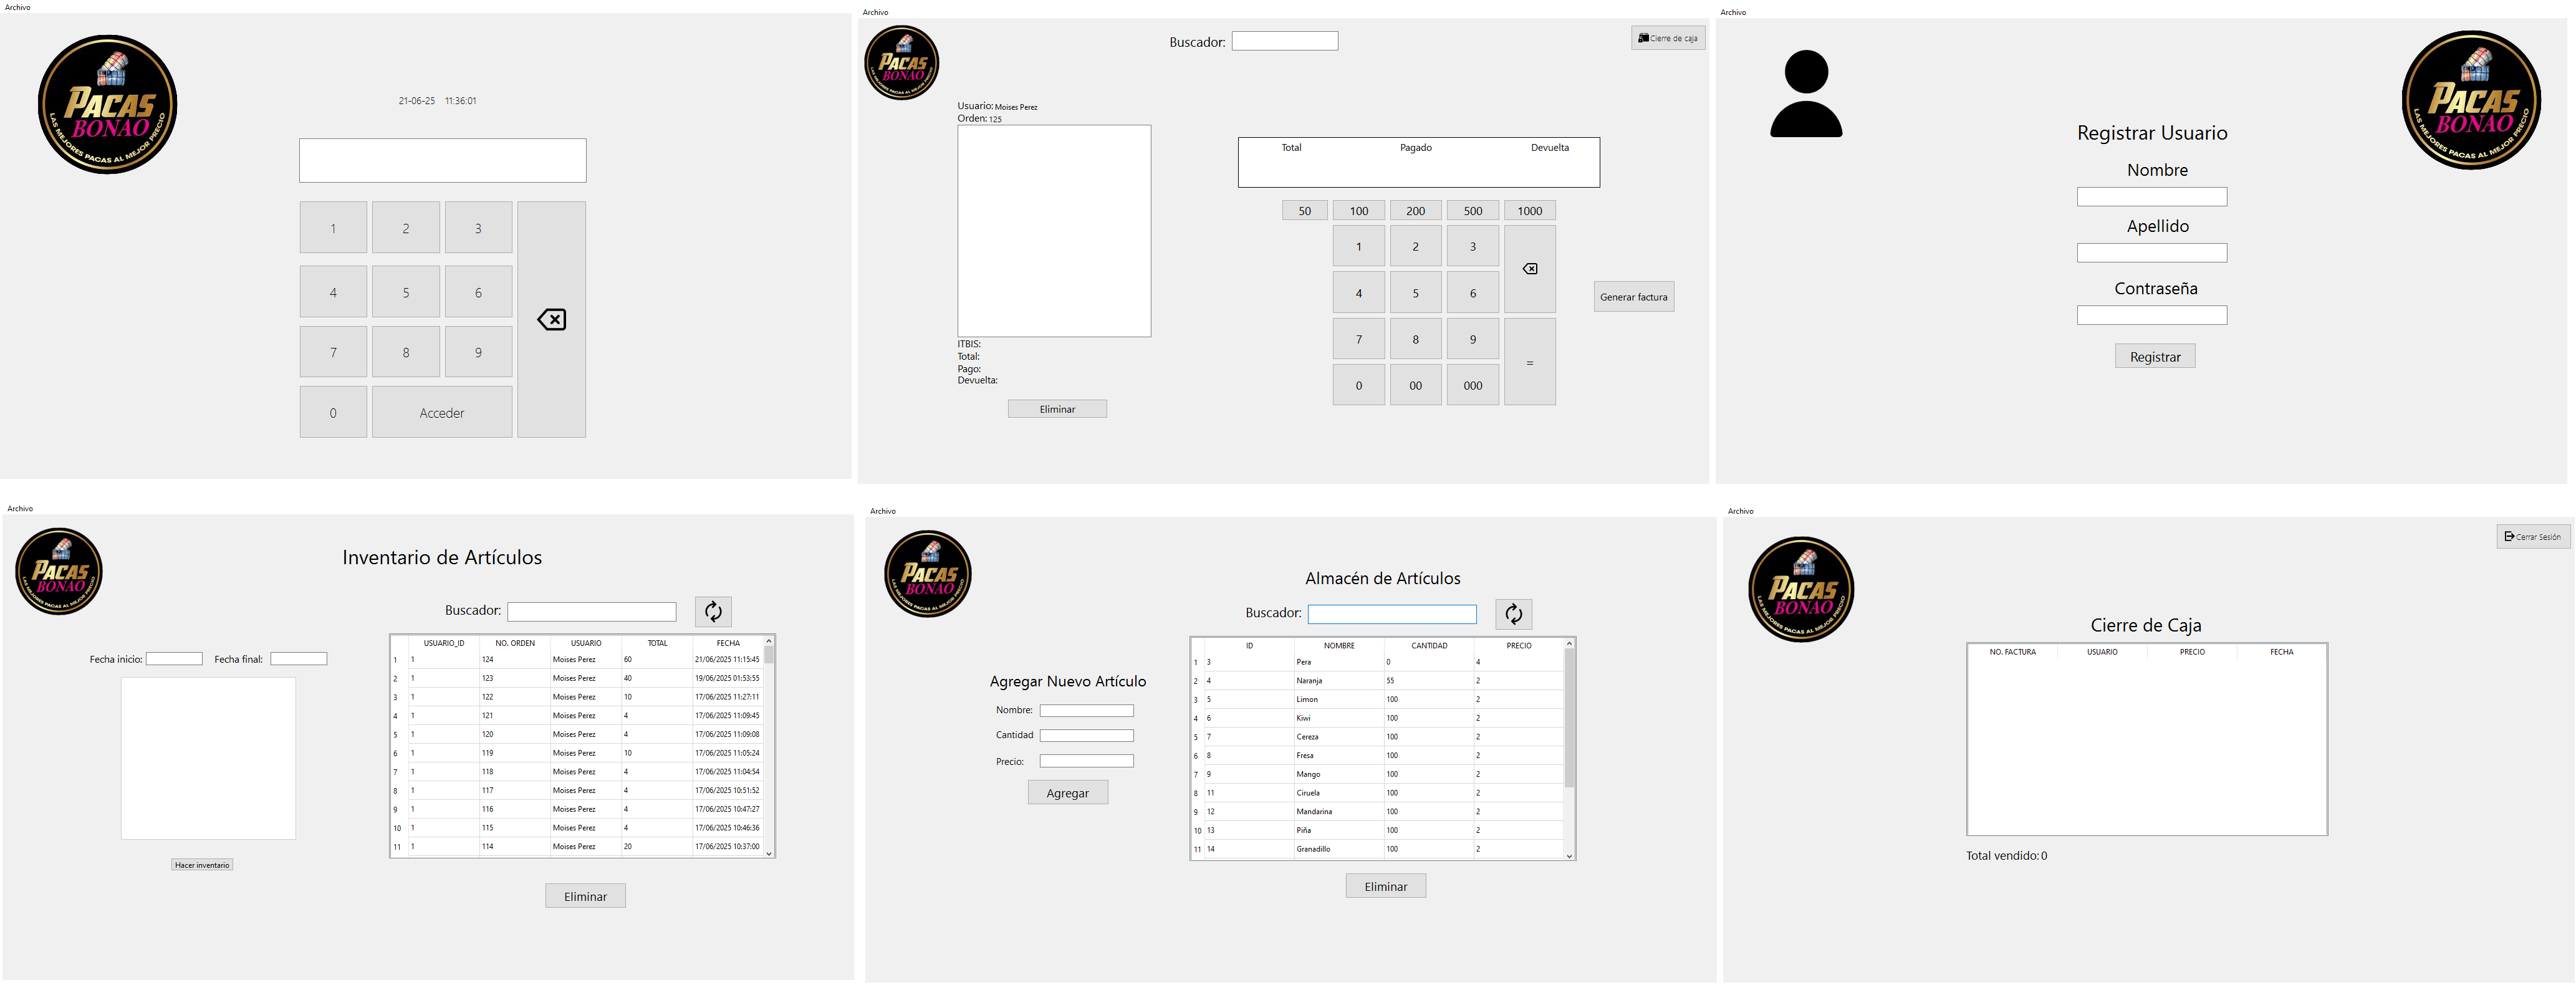 Archivo
PACAS
BONAO
LAS MEJORES PACAS AL MEJOR PRECIO
21-06-25 11:36:01
1 2 3
4 5 6
7 8 9
0 Acceder
Archivo
PACAS
BONAO
LAS MEJORES PACAS AL MEJOR PRECIO
Buscador:
Cierre de caja
Usuario: Moises Perez
Orden: 125
Total Pagado Devuelta
50 100 200 500 1000
1 2 3
4 5 6
7 8 9 =
0 00 000
Generar factura
ITBIS:
Total:
Pago:
Devuelta:
Eliminar
Archivo
PACAS
BONAO
LAS MEJORES PACAS AL MEJOR PRECIO
Registrar Usuario
Nombre
Apellido
Contraseña
Registrar
Archivo
PACAS
BONAO
LAS MEJORES PACAS AL MEJOR PRECIO
Inventario de Artículos
Buscador:
Fecha inicio: Fecha final:
Hacer inventario
USUARIO_ID NO. ORDEN USUARIO TOTAL FECHA
1 1 124 Moises Perez 60 21/06/2025 11:15:45
2 1 123 Moises Perez 40 19/06/2025 01:53:55
3 1 122 Moises Perez 10 17/06/2025 11:27:11
4 1 121 Moises Perez 4 17/06/2025 11:09:45
5 1 120 Moises Perez 4 17/06/2025 11:09:08
6 1 119 Moises Perez 10 17/06/2025 11:05:24
7 1 118 Moises Perez 4 17/06/2025 11:04:54
8 1 117 Moises Perez 4 17/06/2025 10:51:52
9 1 116 Moises Perez 4 17/06/2025 10:47:27
10 1 115 Moises Perez 4 17/06/2025 10:46:36
11 1 114 Moises Perez 20 17/06/2025 10:37:00
Eliminar
Archivo
PACAS
BONAO
LAS MEJORES PACAS AL MEJOR PRECIO
Almacén de Artículos
Buscador:
Agregar Nuevo Artículo
Nombre:
Cantidad
Precio:
Agregar
ID NOMBRE CANTIDAD PRECIO
1 3 Pera 0 4
2 4 Naranja 55 2
3 5 Limon 100 2
4 6 Kiwi 100 2
5 7 Cereza 100 2
6 8 Fresa 100 2
7 9 Mango 100 2
8 11 Ciruela 100 2
9 12 Mandarina 100 2
10 13 Piña 100 2
11 14 Granadillo 100 2
Eliminar
Archivo
PACAS
BONAO
LAS MEJORES PACAS AL MEJOR PRECIO
Cerrar Sesión
Cierre de Caja
NO. FACTURA USUARIO PRECIO FECHA
Total vendido: 0